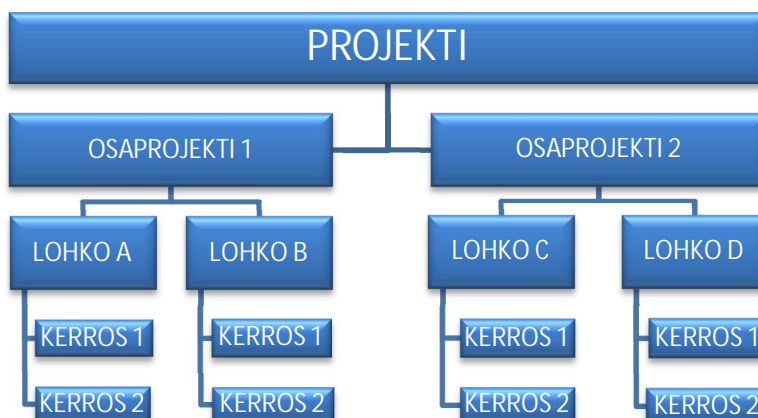 PROJEKTI
OSAPROJEKTI 1
OSAPROJEKTI 2
LOHKO A
LOHKO B
LOHKO C
LOHKO D
KERROS 1
KERROS 1
KERROS 1
KERROS 1
KERROS 2
KERROS 2
KERROS 2
KERROS 2